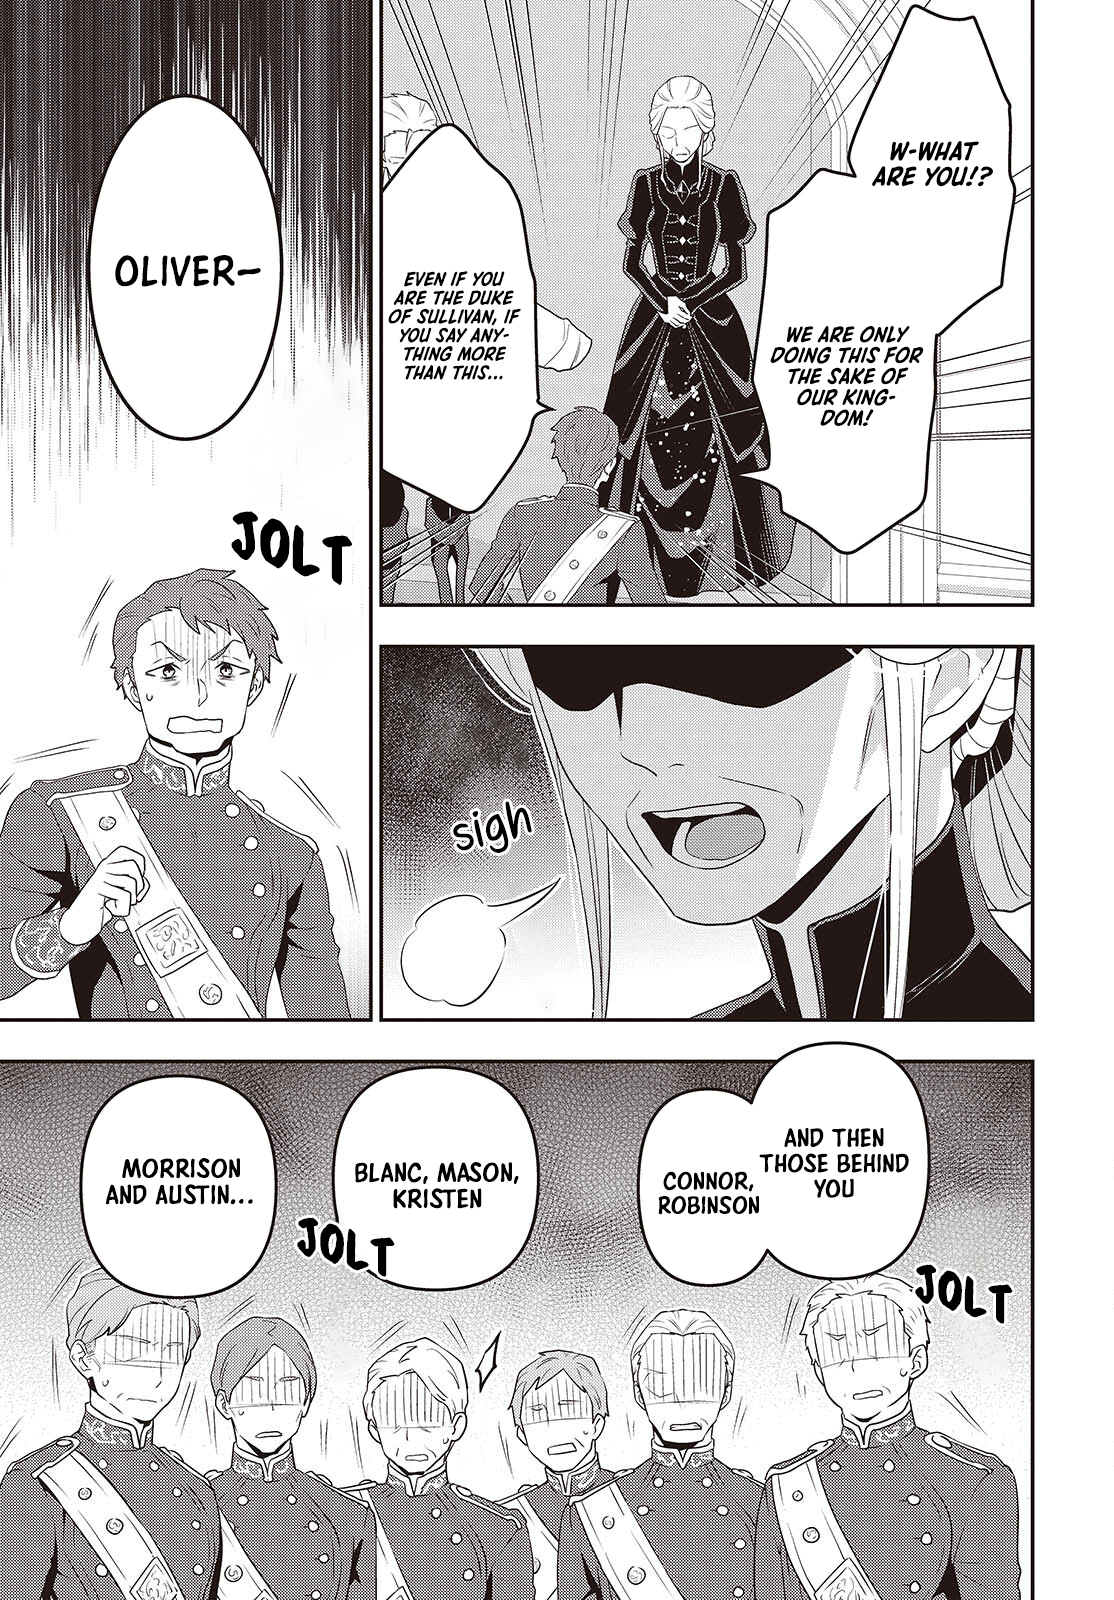 W-WHAT
ARE YOU!?
WE ARE ONLY
DOING THIS FOR
THE SAKE OF
OUR KING-
DOM!
EVEN IF YOU
ARE THE DUKE
OF SULLIVAN, IF
YOU SAY ANY-
THING MORE
THAN THIS...
sigh
OLIVER~
JOLT
AND THEN
THOSE BEHIND
YOU
CONNOR,
ROBINSON
JOLT
BLANC, MASON,
KRISTEN
JOLT
MORRISON
AND AUSTIN...